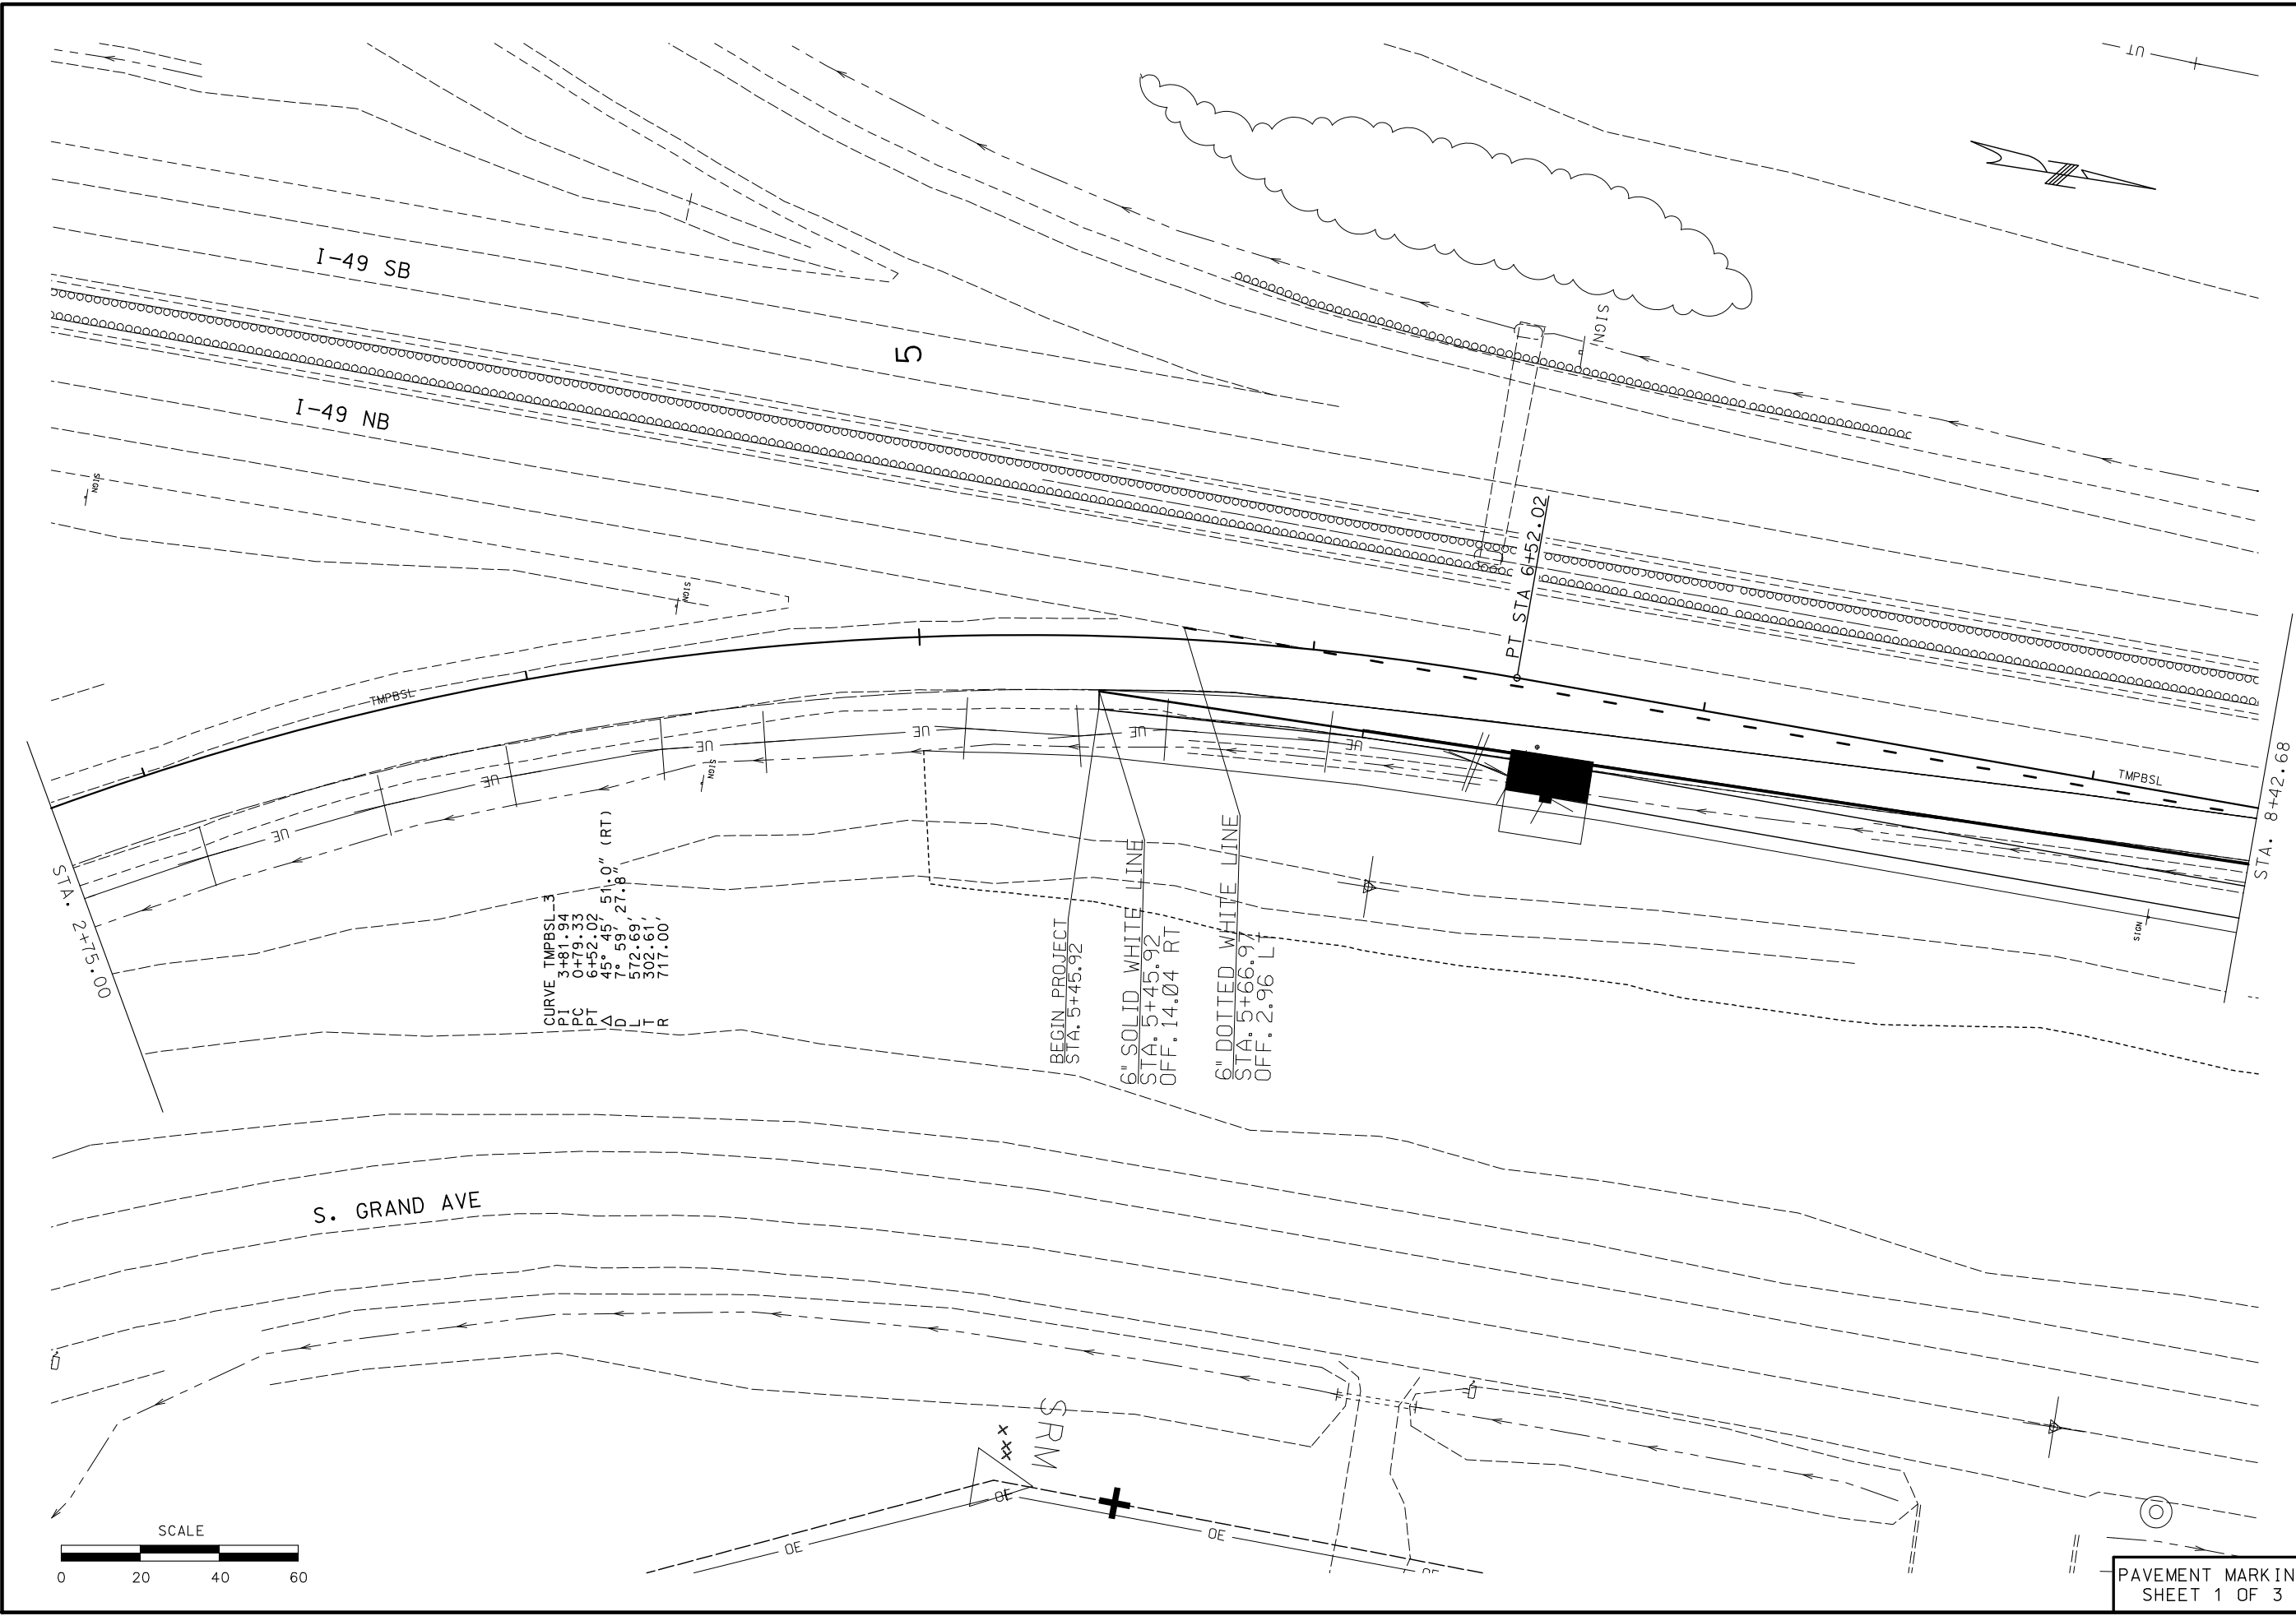 UT
I-49 SB
5
I-49 NB
SIGN
SIGN
SIGN
PT STA 6+52.02
TMPBSL
TMPBSL
UE
UE
UE
UE
UE
UE
SIGN
SIGN
STA. 2+75.00
STA. 8+42.68
CURVE TMPBSL_3
PI 3+81.94
PC 0+79.33
PT 6+52.02
Δ 45° 45' 51.0" (RT)
D 7° 59' 27.8"
L 572.69'
T 302.61'
R 717.00'
BEGIN PROJECT
STA. 5+45.92
6" SOLID WHITE LINE
STA. 5+45.92
OFF. 14.04 RT
6" DOTTED WHITE LINE
STA. 5+66.97
OFF. 2.96 LT
S. GRAND AVE
SRM
OE
OE
OE
OE
SCALE
0 20 40 60
PAVEMENT MARKIN
SHEET 1 OF 3